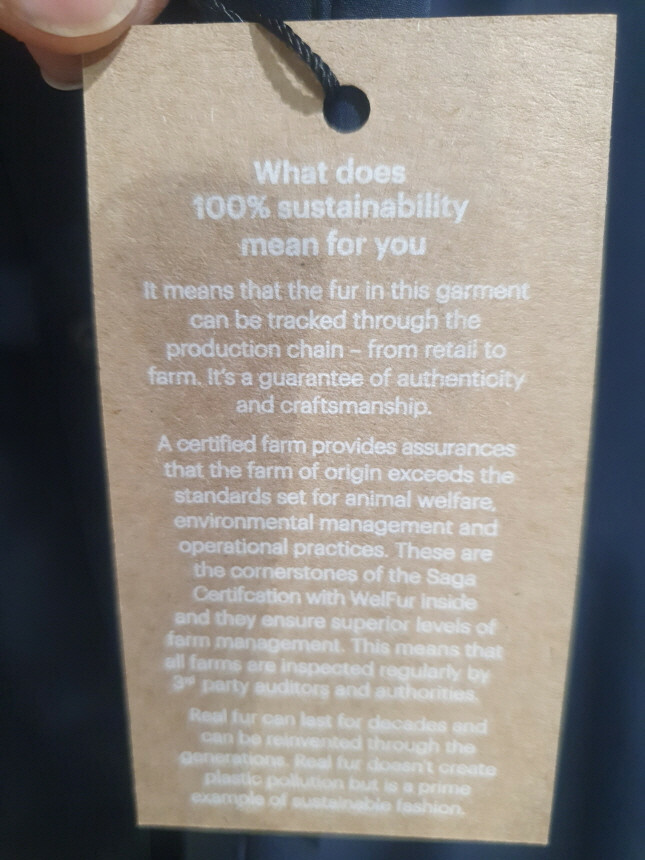 What does
100% sustainability
mean for you
It means that the fur in this garment
can be tracked through the
production chain – from retail to
farm. It's a guarantee of authenticity
and craftsmanship.
A certified farm provides assurances
that the farm of origin exceeds the
standards set for animal welfare,
environmental management and
operational practices. These are
the cornerstones of the Saga
Certifcation with WelFur inside
and they ensure superior levels of
farm management. This means that
all farms are inspected regularly by
3rd party auditors and authorities.
Real fur can last for decades and
can be reinvented through the
generations. Real fur doesn't create
plastic pollution but is a prime
example of sustainable fashion.